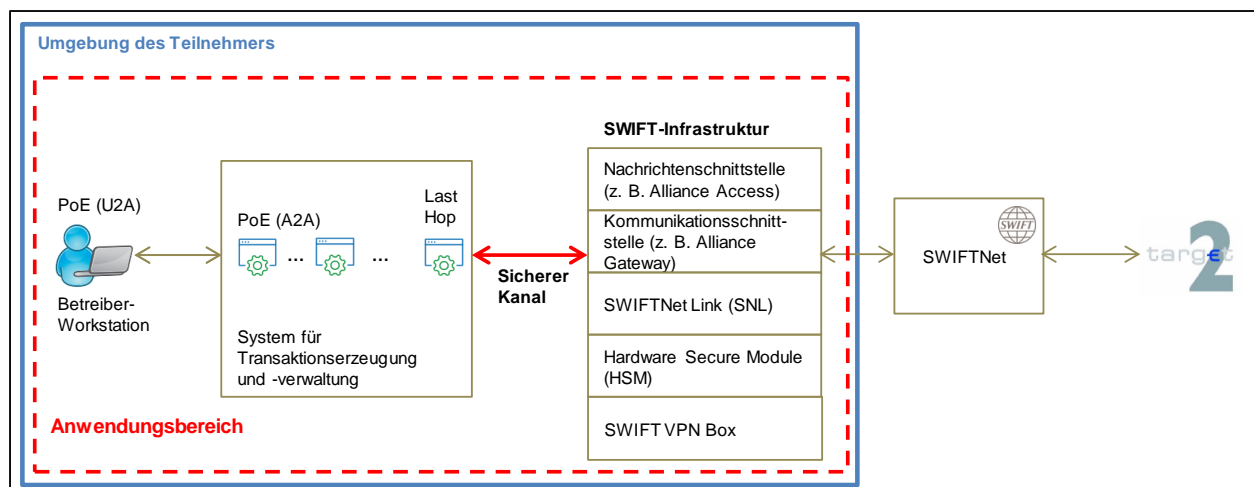 Umgebung des Teilnehmers
SWIFT-Infrastruktur
PoE (U2A)
Betreiber-
Workstation
PoE (A2A)
...
...
Last
Hop
System für
Transaktionserzeugung
und -verwaltung
Sicherer
Kanal
Nachrichtenschnittstelle
(z. B. Alliance Access)
Kommunikationsschnitt-
stelle (z. B. Alliance
Gateway)
SWIFTNet Link (SNL)
Hardware Secure Module
(HSM)
SWIFT VPN Box
SWIFT
SWIFTNet
target2
Anwendungsbereich